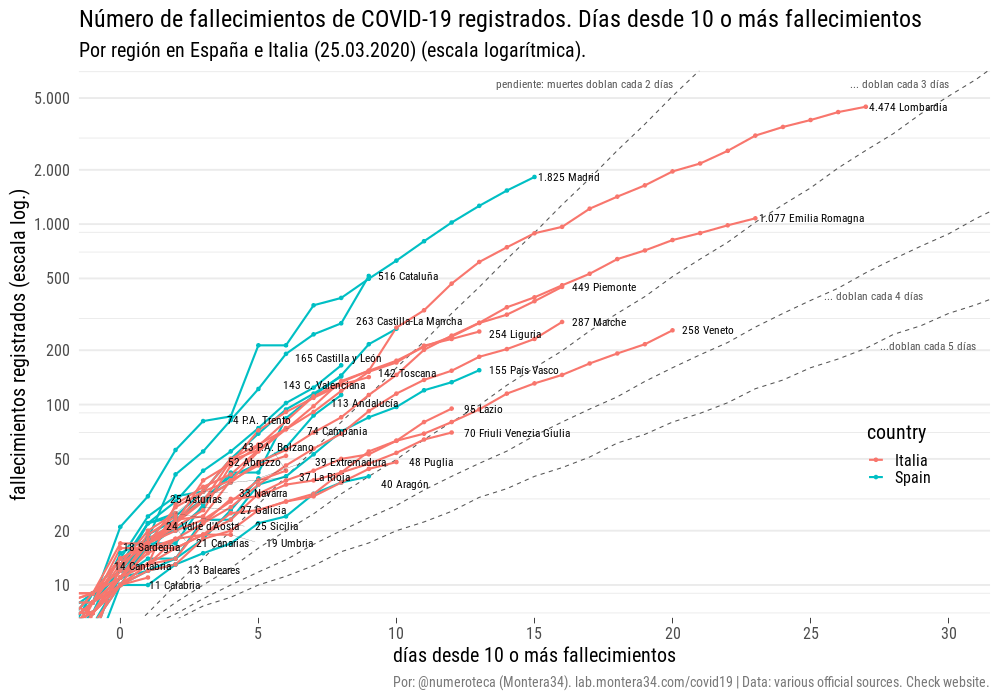 Número de fallecimientos de COVID-19 registrados. Días desde 10 o más fallecimientos
Por región en España e Italia (25.03.2020) (escala logarítmica).
pendiente: muertes doblan cada 2 días
... doblan cada 3 días
5.000
4.474 Lombardia
2.000
1.825 Madrid
1.000
1.077 Emilia Romagna
500
516 Cataluña
449 Piemonte
... doblan cada 4 días
263 Castilla-La Mancha
287 Marche
258 Veneto
254 Liguria
200
...doblan cada 5 días
165 Castilla y León
155 País Vasco
142 Toscana
143 C. Valenciana
100
113 Andalucía
95 Lazio
74 P.A. Trento
74 Campania
70 Friuli Venezia Giulia
43 P.A. Bolzano
50
52 Abruzzo
39 Extremadura
48 Puglia
37 La Rioja
40 Aragón
25 Asturias
33 Navarra
27 Galicia
20
24 Valle d'Aosta
25 Sicilia
18 Sardegna
21 Canarias
19 Umbria
14 Cantabria
13 Baleares
10
11 Calabria
country
Italia
Spain
fallecimientos registrados (escala log.)
0
5
10
15
20
25
30
días desde 10 o más fallecimientos
Por: @numeroteca (Montera34). lab.montera34.com/covid19 | Data: various official sources. Check website.